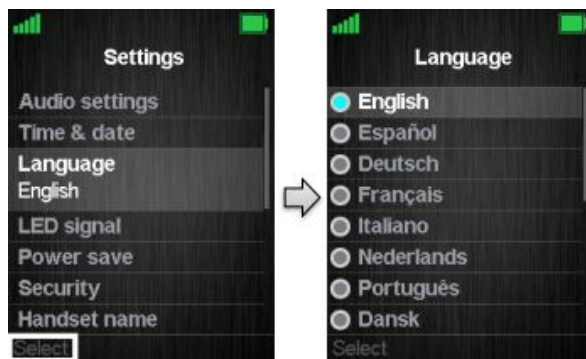 Settings
Audio settings
Time & date
Language
English
LED signal
Power save
Security
Handset name
Select
Language
English
Español
Deutsch
Français
Italiano
Nederlands
Português
Dansk
Select